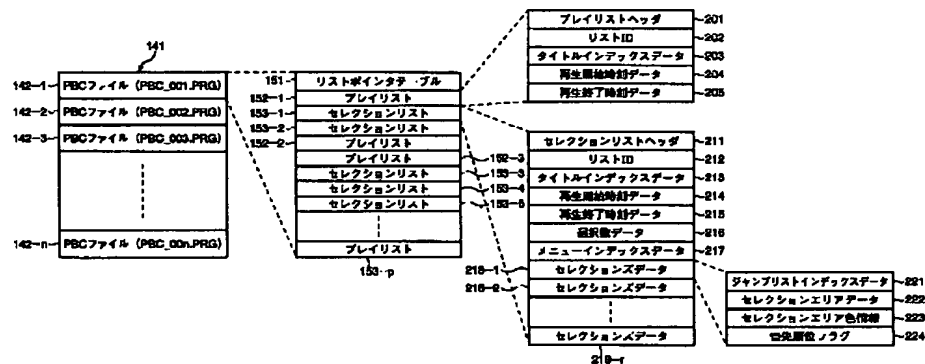 141
142-1
PBCファイル (PBC_001.PRG)
142-2
PBCファイル (PBC_002.PRG)
142-3
PBCファイル (PBC_003.PRG)
142-n
PBCファイル (PBC_00n.PRG)
151
リストポインタテーブル
152-1
プレイリスト
153-1
セレクションリスト
153-2
セレクションリスト
152-2
プレイリスト
プレイリスト
152-3
セレクションリスト
153-3
セレクションリスト
153-4
セレクションリスト
153-5
プレイリスト
153-p
プレイリストヘッダ
201
リストID
202
タイトルインデックスデータ
203
再生開始時刻データ
204
再生終了時刻データ
205
セレクションリストヘッダ
211
リストID
212
タイトルインデックスデータ
213
再生開始時刻データ
214
再生終了時刻データ
215
選択数データ
216
メニューインデックスデータ
217
218-1
セレクションズデータ
218-2
セレクションズデータ
セレクションズデータ
218-r
ジャンプリストインデックスデータ
221
セレクションエリアデータ
222
セレクションエリア色情報
223
優先順位フラグ
224